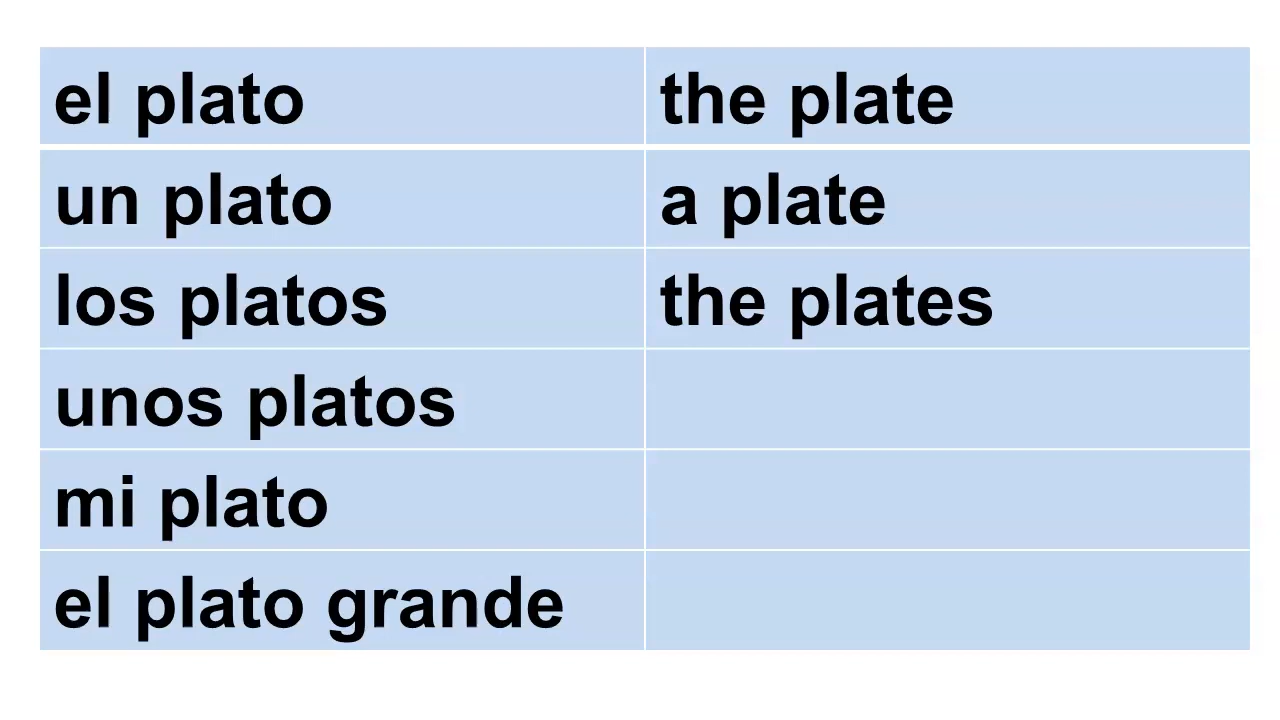 el plato the plate
un plato a plate
los platos the plates
unos platos
mi plato
el plato grande